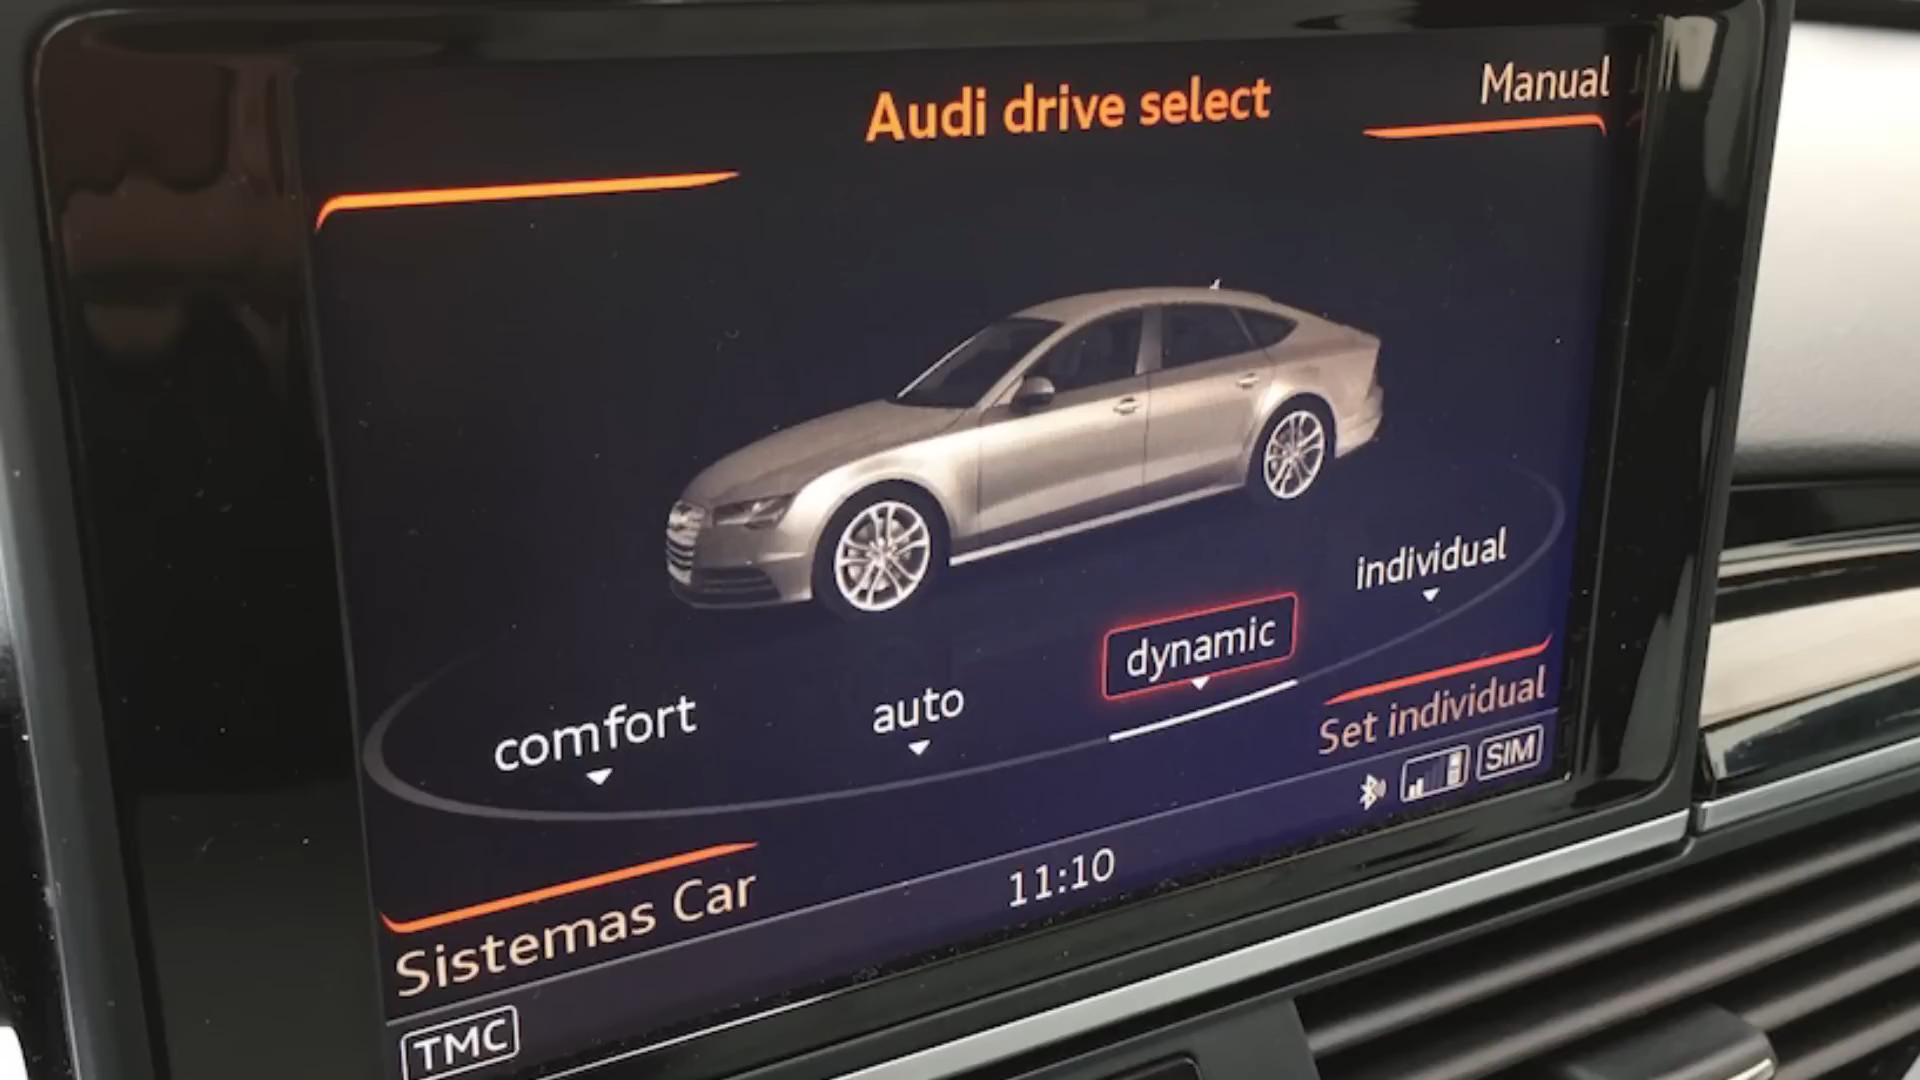 Audi drive select
Manual
individual
dynamic
auto
comfort
Set individual
SIM
Sistemas Car
11:10
TMC